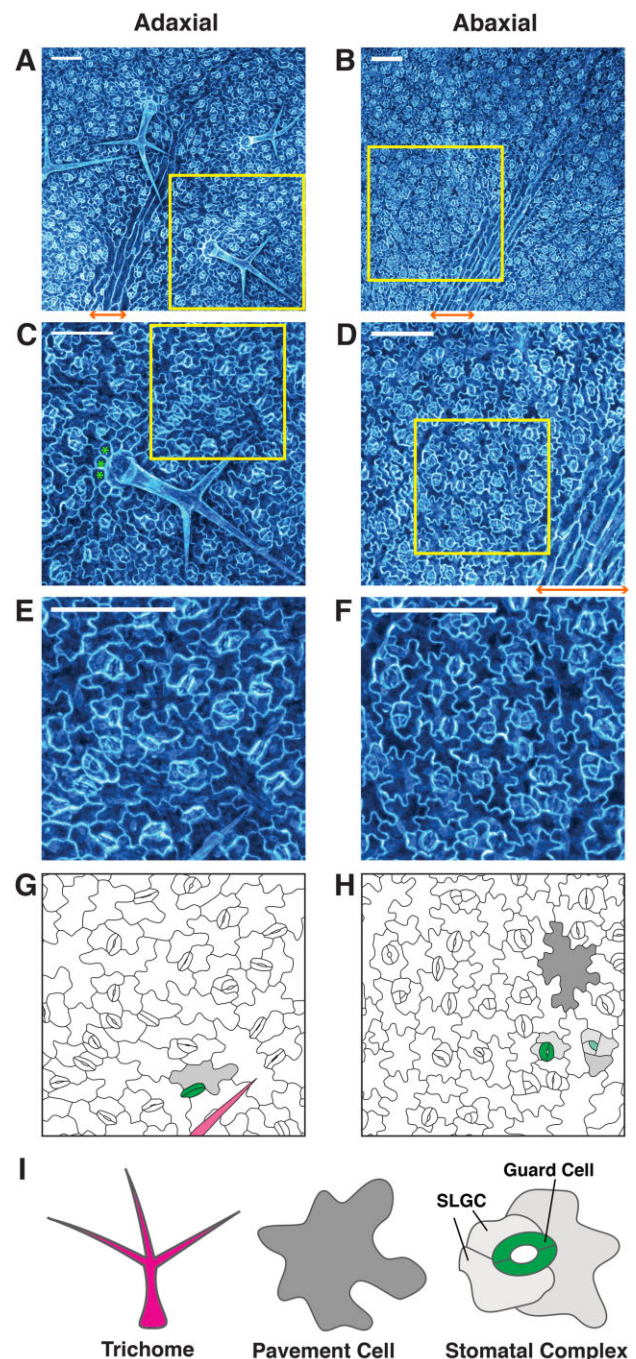 Adaxial
Abaxial
A
B
C
D
* * *
E
F
G
H
I
Guard Cell
SLGC
Trichome
Pavement Cell
Stomatal Complex